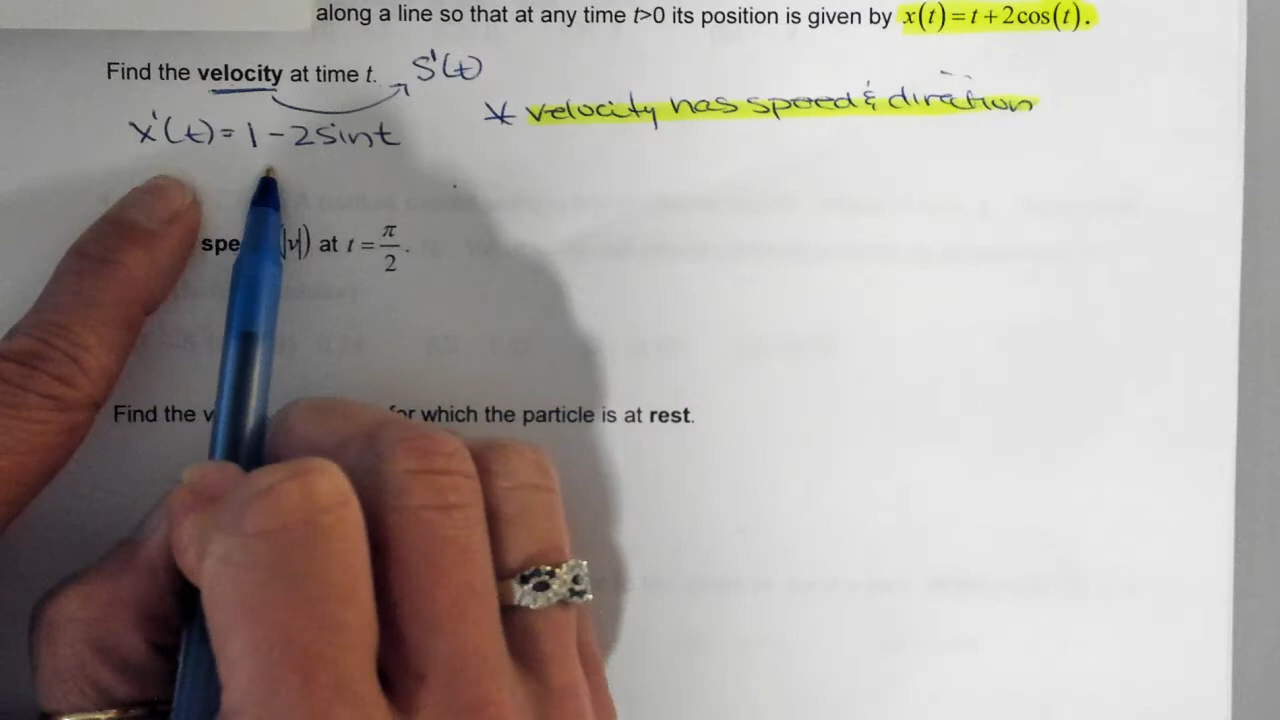 along a line so that at any time t>0 its position is given by x(t)=t+2cos(t).
Find the velocity at time t. S'(t)
* velocity has speed & direction
x'(t)=1-2sint
(|v|) at t=π/2.
Find the for which the particle is at rest.